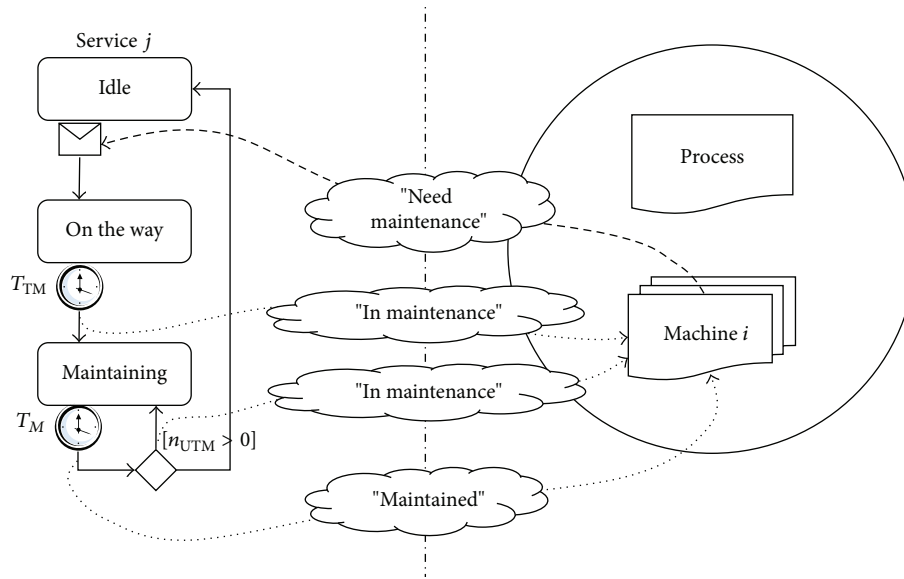 Service j
Idle
Process
"Need
maintenance"
On the way
T_TM
"In maintenance"
Machine i
Maintaining
"In maintenance"
T_M
[n_UTM > 0]
"Maintained"